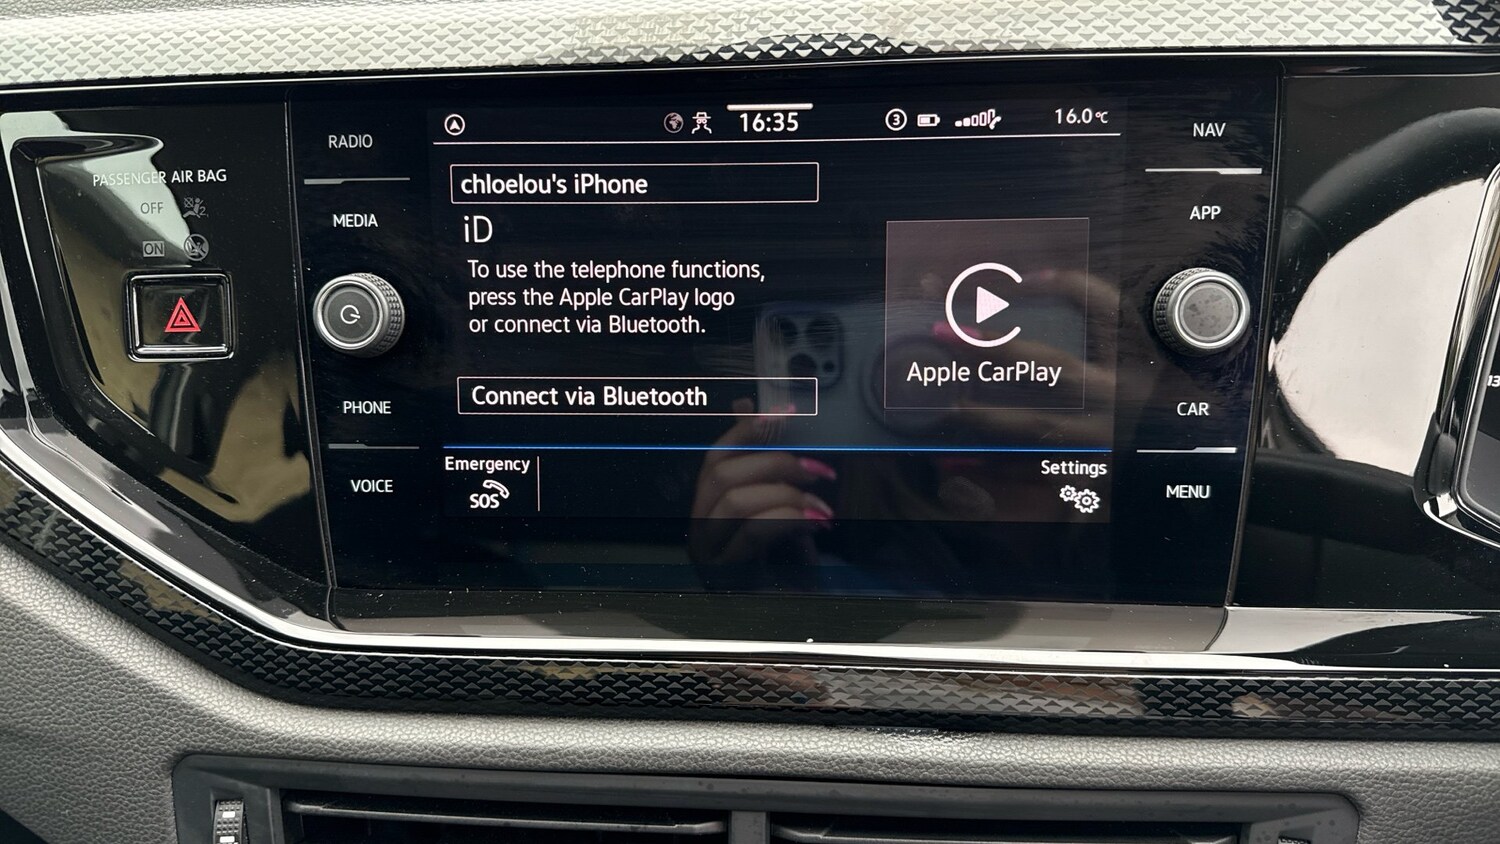 PASSENGER AIR BAG
OFF
2
ON
RADIO
MEDIA
PHONE
VOICE
16:35
3
16.0°C
chloelou's iPhone
iD
To use the telephone functions,
press the Apple CarPlay logo
or connect via Bluetooth.
Connect via Bluetooth
Apple CarPlay
Emergency
SOS
Settings
NAV
APP
CAR
MENU